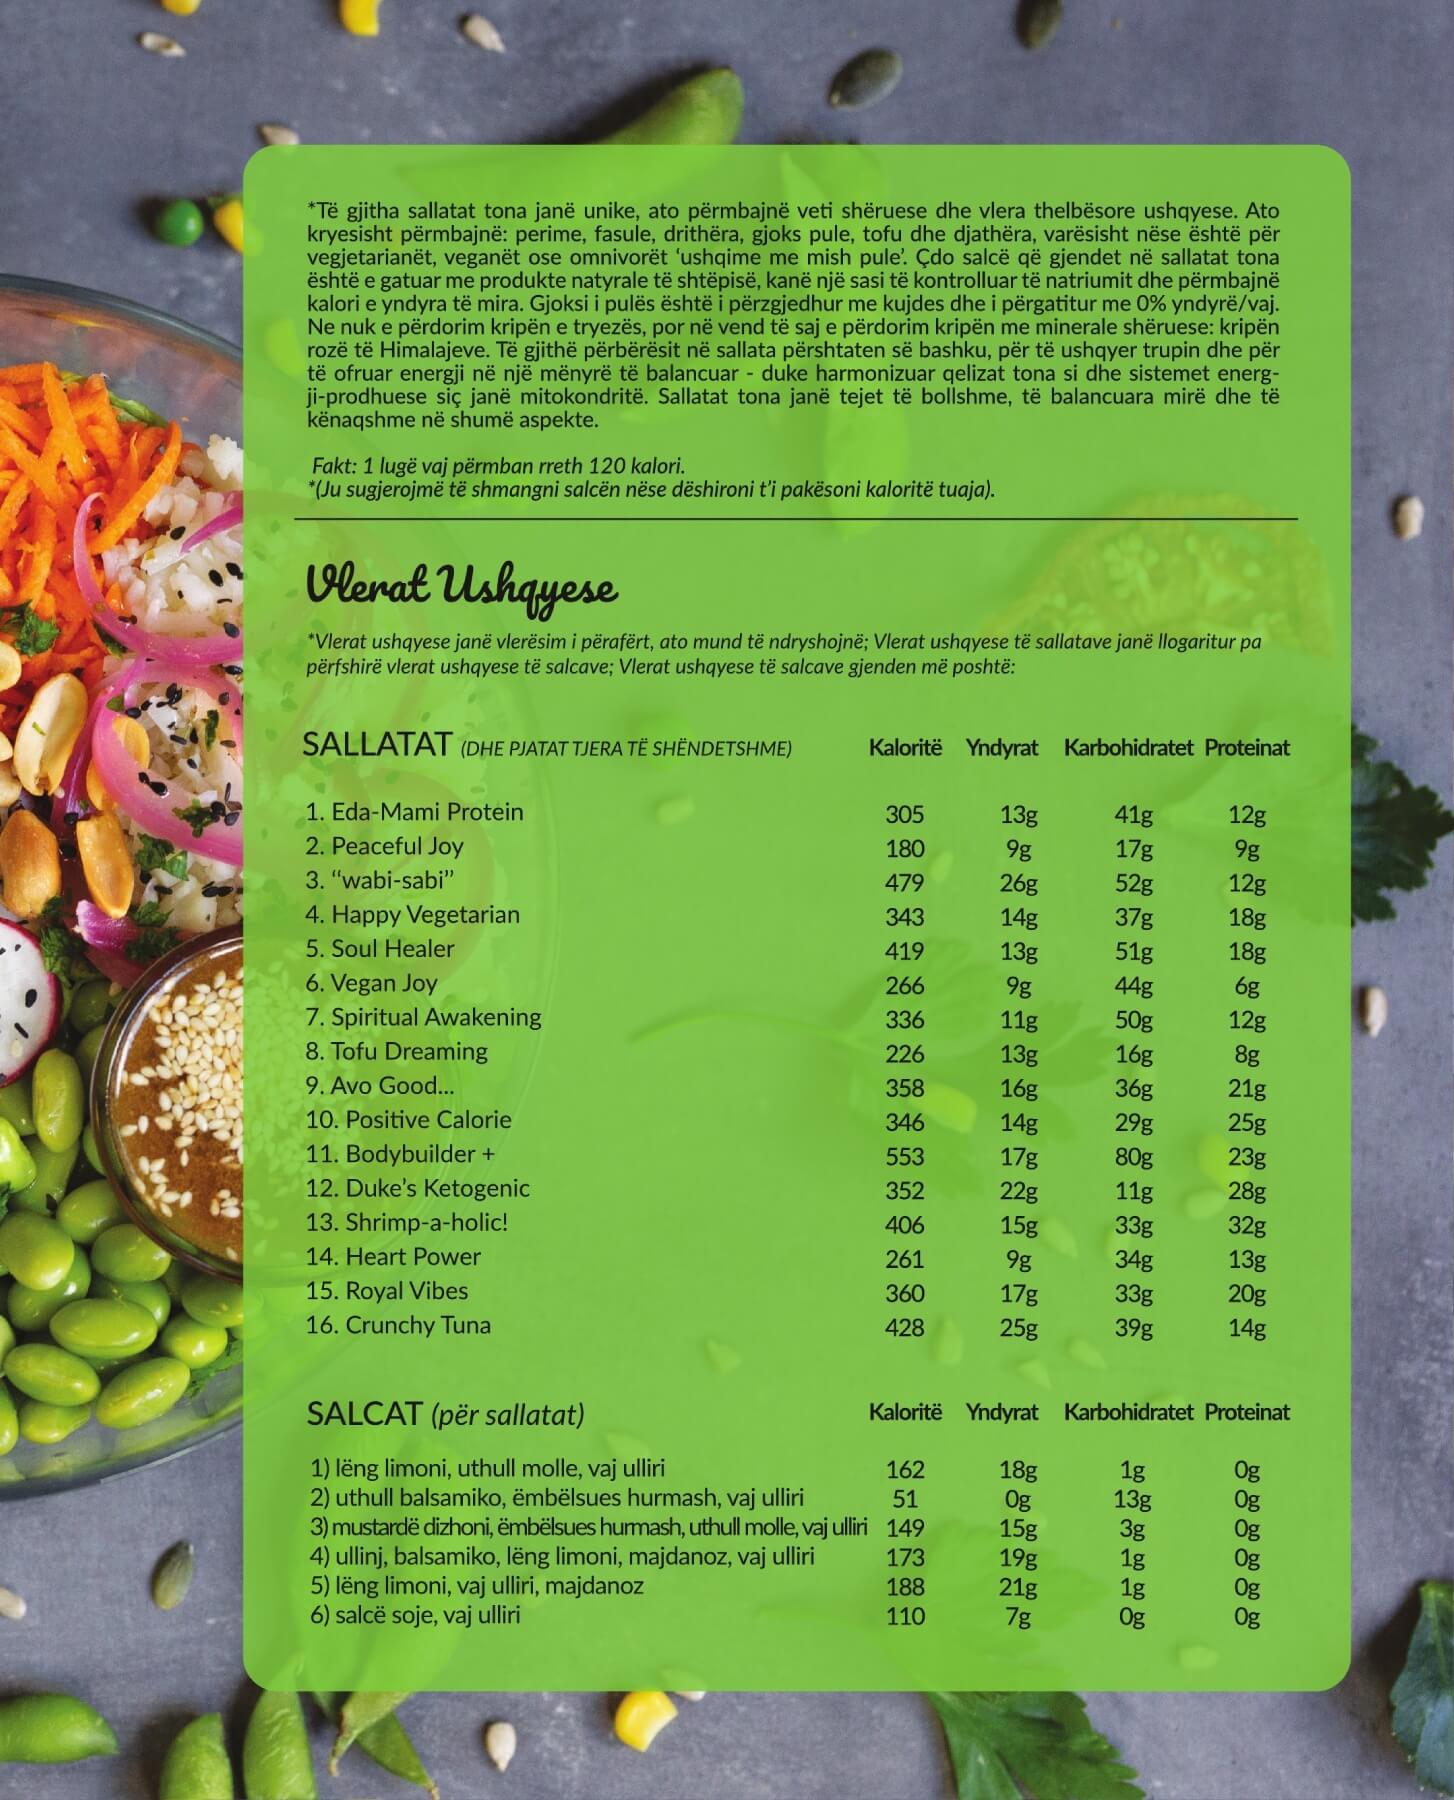 *Të gjitha sallatat tona janë unike, ato përmbajnë veti shëruese dhe vlera thelbësore ushqyese. Ato
kryesisht përmbajnë: perime, fasule, drithëra, gjoks pule, tofu dhe djathëra, varësisht nëse është për
vegjetarianët, veganët ose omnivorët ‘ushqime me mish pule’. Çdo salcë që gjendet në sallatat tona
është e gatuar me produkte natyrale të shtëpisë, kanë një sasi të kontrolluar të natriumit dhe përmbajnë
kalori e yndyra të mira. Gjoksi i pulës është i përzgjedhur me kujdes dhe i përgatitur me 0% yndyrë/vaj.
Ne nuk e përdorim kripën e tryezës, por në vend të saj e përdorim kripën me minerale shëruese: kripën
rozë të Himalajeve. Të gjithë përbërësit në sallata përshtaten së bashku, për të ushqyer trupin dhe për
të ofruar energji në një mënyrë të balancuar - duke harmonizuar qelizat tona si dhe sistemet energ-
ji-prodhuese siç janë mitokondritë. Sallatat tona janë tejet të bollshme, të balancuara mirë dhe të
kënaqshme në shumë aspekte.
Fakt: 1 lugë vaj përmban rreth 120 kalori.
*(Ju sugjerojmë të shmangni salcën nëse dëshironi t’i pakësoni kaloritë tuaja).
Vlerat Ushqyese
*Vlerat ushqyese janë vlerësim i përafërt, ato mund të ndryshojnë; Vlerat ushqyese të sallatave janë llogaritur pa
përfshirë vlerat ushqyese të salcave; Vlerat ushqyese të salcave gjenden më poshtë:
SALLATAT (DHE PJATAT TJERA TË SHËNDETSHME) Kaloritë Yndyrat Karbohidratet Proteinat
1. Eda-Mami Protein 305 13g 41g 12g
2. Peaceful Joy 180 9g 17g 9g
3. ‘‘wabi-sabi’’ 479 26g 52g 12g
4. Happy Vegetarian 343 14g 37g 18g
5. Soul Healer 419 13g 51g 18g
6. Vegan Joy 266 9g 44g 6g
7. Spiritual Awakening 336 11g 50g 12g
8. Tofu Dreaming 226 13g 16g 8g
9. Avo Good... 358 16g 36g 21g
10. Positive Calorie 346 14g 29g 25g
11. Bodybuilder + 553 17g 80g 23g
12. Duke’s Ketogenic 352 22g 11g 28g
13. Shrimp-a-holic! 406 15g 33g 32g
14. Heart Power 261 9g 34g 13g
15. Royal Vibes 360 17g 33g 20g
16. Crunchy Tuna 428 25g 39g 14g
SALCAT (për sallatat) Kaloritë Yndyrat Karbohidratet Proteinat
1) lëng limoni, uthull molle, vaj ulliri 162 18g 1g 0g
2) uthull balsamiko, ëmbëlsues hurmash, vaj ulliri 51 0g 13g 0g
3) mustardë dizhoni, ëmbëlsues hurmash, uthull molle, vaj ulliri 149 15g 3g 0g
4) ullinj, balsamiko, lëng limoni, majdanoz, vaj ulliri 173 19g 1g 0g
5) lëng limoni, vaj ulliri, majdanoz 188 21g 1g 0g
6) salcë soje, vaj ulliri 110 7g 0g 0g